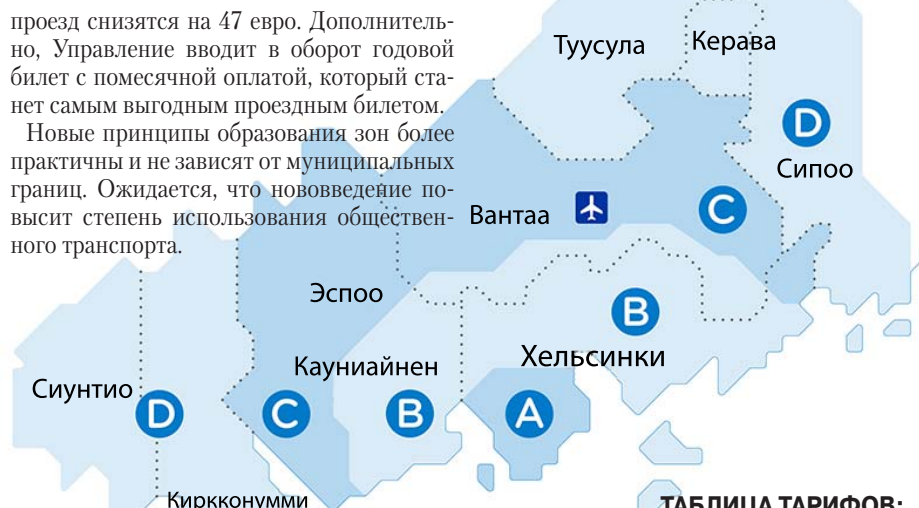 проезд снизятся на 47 евро. Дополнитель-
но, Управление вводит в оборот годовой
билет с помесячной оплатой, который ста-
нет самым выгодным проездным билетом.
Новые принципы образования зон более
практичны и не зависят от муниципальных
границ. Ожидается, что нововведение по-
высит степень использования обществен-
ного транспорта.
Туусула
Керава
D
Сипоо
C
Вантаа
Эспоо
B
Хельсинки
Кауниайнен
Сиунтио
D
C
B
A
Киркконумми
ТАБЛИЦА ТАРИФОВ: